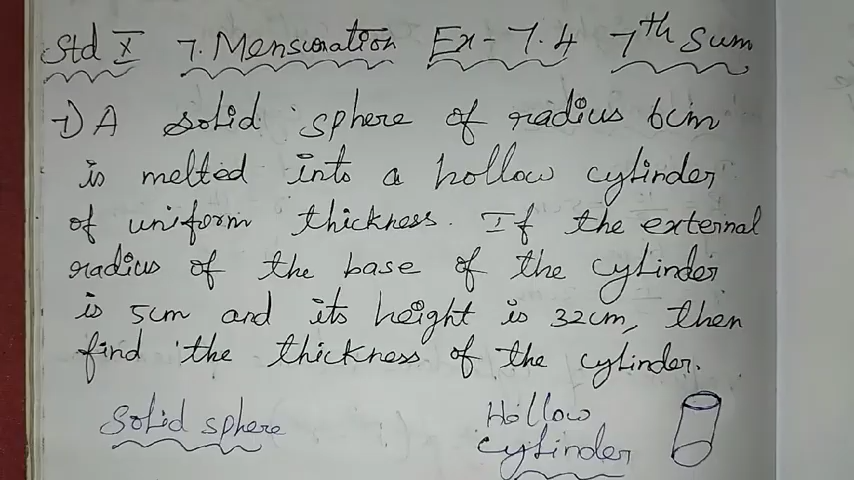 Std X 7. Mensuration Ex-7.4 7th Sum
7) A solid sphere of radius 6cm
is melted into a hollow cylinder
of uniform thickness. If the external
radius of the base of the cylinder
is 5cm and its height is 32cm, then
find the thickness of the cylinder.
Solid sphere Hollow
cylinder